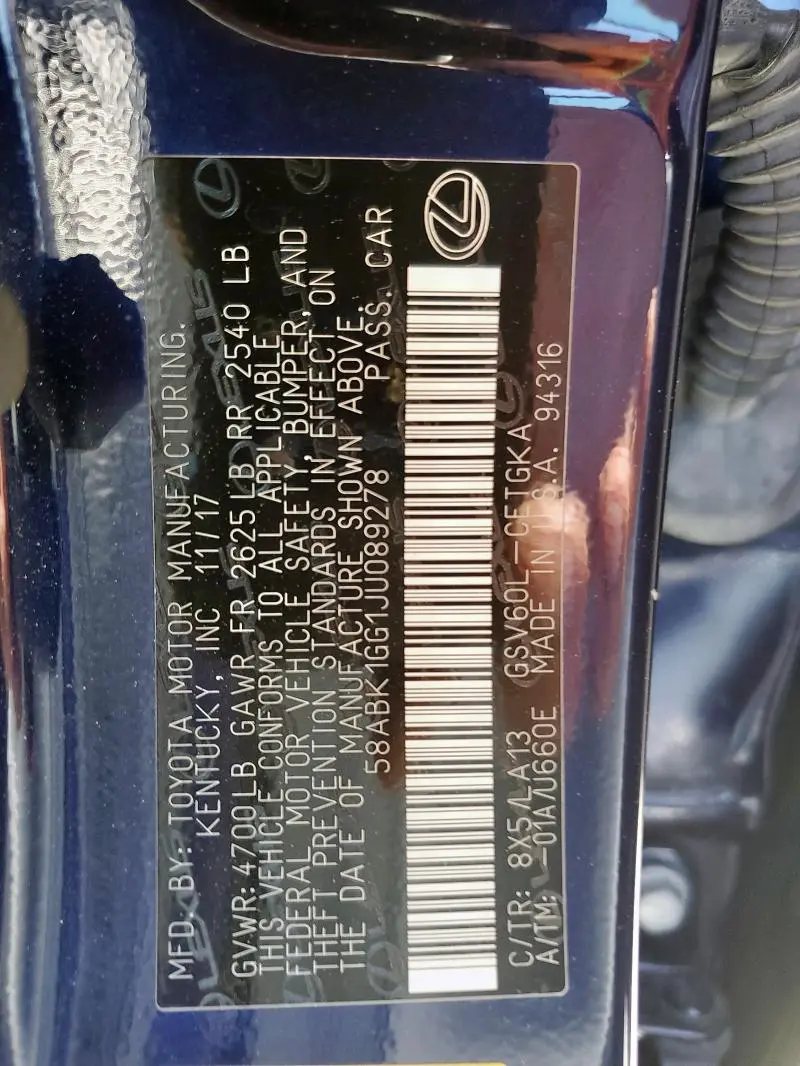 MFD. BY: TOYOTA MOTOR MANUFACTURING.
KENTUCKY, INC 11/17
GVWR: 4700LB GAWR FR 2625 LB RR 2540 LB
THIS VEHICLE CONFORMS TO ALL APPLICABLE
FEDERAL MOTOR VEHICLE SAFETY, BUMPER, AND
THEFT PREVENTION STANDARDS IN EFFECT ON
THE DATE OF MANUFACTURE SHOWN ABOVE.
58ABK1GG1JU089278 PASS. CAR
C/TR: 8X5/LA13 GSV60L-CETGKA
A/TM: -01A/U660E MADE IN U.S.A. 94316